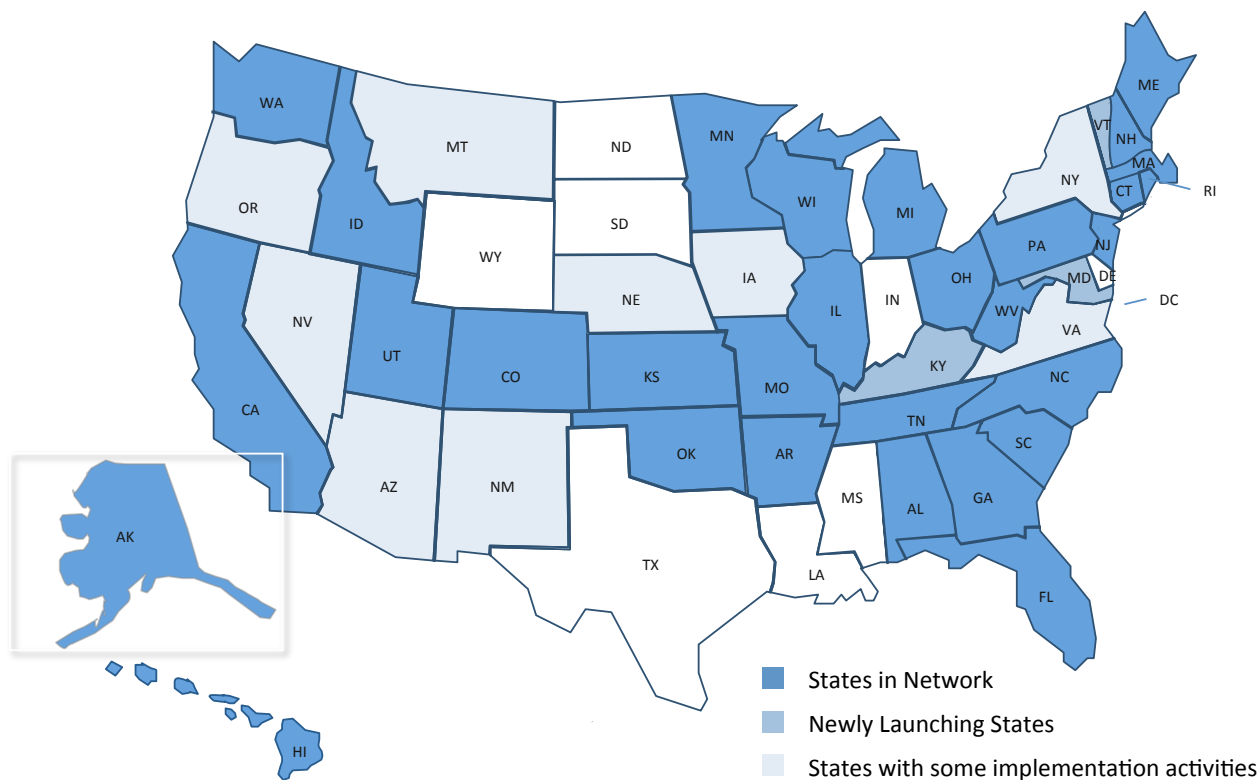 ME
WA
VT
MN
NH
MT
ND
MA
NY
CT
RI
OR
WI
MI
ID
SD
PA
NJ
WY
IA
MD
DE
OH
IN
NE
DC
IL
WV
NV
VA
UT
KY
CO
KS
MO
NC
CA
TN
SC
OK
AR
AZ
NM
MS
GA
AL
AK
TX
LA
FL
States in Network
Newly Launching States
HI
States with some implementation activities